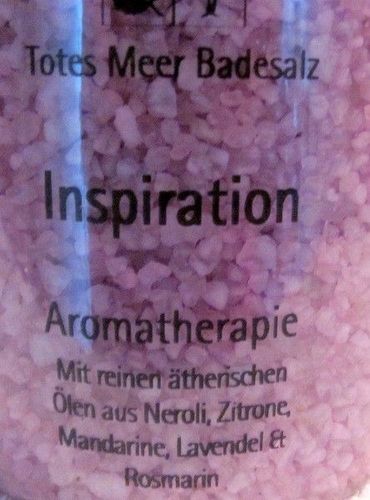 Totes Meer Badesalz
Inspiration
Aromatherapie
Mit reinen ätherischen
Ölen aus Neroli, Zitrone,
Mandarine, Lavendel &
Rosmarin